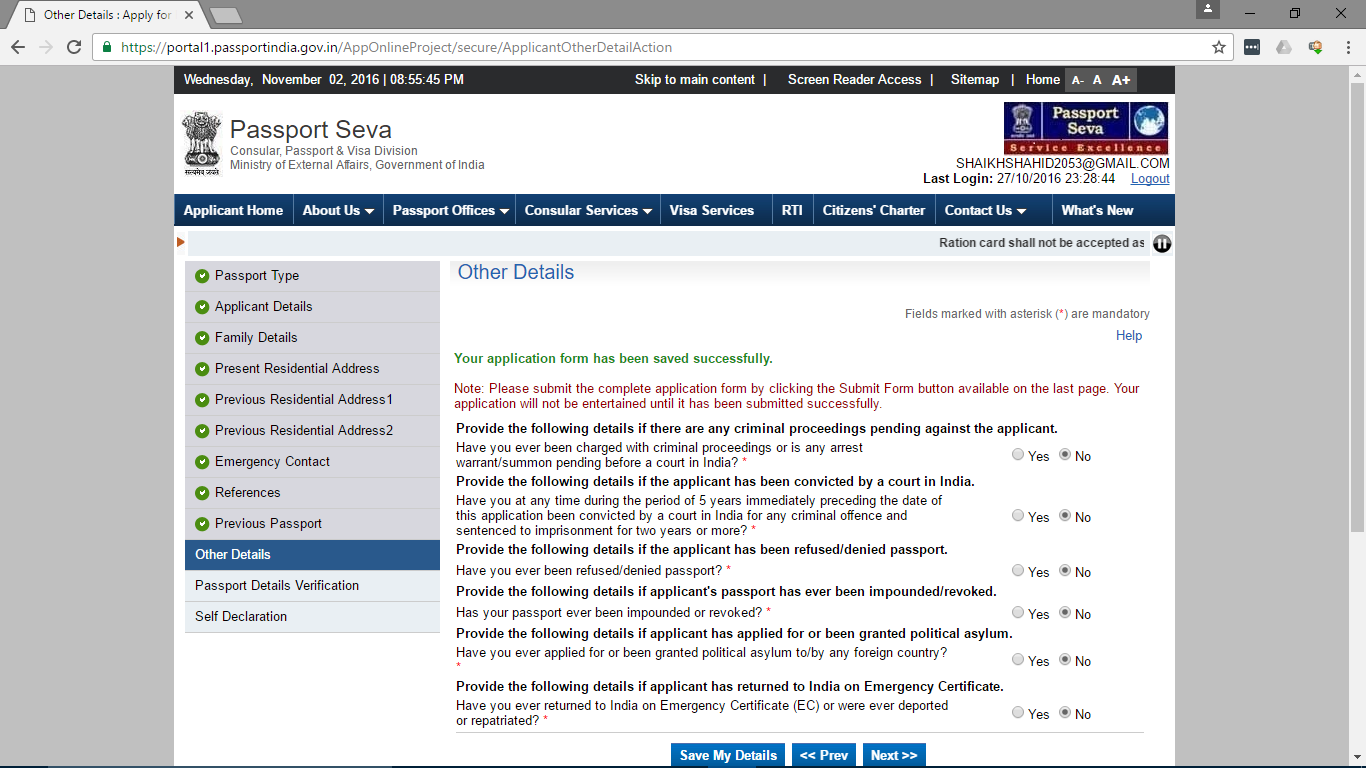 Other Details : Apply for
https://portal1.passportindia.gov.in/AppOnlineProject/secure/ApplicantOtherDetailAction
Wednesday, November 02, 2016 | 08:55:45 PM
Skip to main content | Screen Reader Access | Sitemap | Home A- A A+
Passport Seva
Consular, Passport & Visa Division
Ministry of External Affairs, Government of India
सत्यमेव जयते
Passport
Seva
Service Excellence
SHAIKHSHAHID2053@GMAIL.COM
Last Login: 27/10/2016 23:28:44 Logout
Applicant Home About Us Passport Offices Consular Services Visa Services RTI Citizens' Charter Contact Us What's New
Ration card shall not be accepted as
Passport Type
Applicant Details
Family Details
Present Residential Address
Previous Residential Address1
Previous Residential Address2
Emergency Contact
References
Previous Passport
Other Details
Passport Details Verification
Self Declaration
Other Details
Fields marked with asterisk (*) are mandatory
Help
Your application form has been saved successfully.
Note: Please submit the complete application form by clicking the Submit Form button available on the last page. Your
application will not be entertained until it has been submitted successfully.
Provide the following details if there are any criminal proceedings pending against the applicant.
Have you ever been charged with criminal proceedings or is any arrest
warrant/summon pending before a court in India? *
Yes No
Provide the following details if the applicant has been convicted by a court in India.
Have you at any time during the period of 5 years immediately preceding the date of
this application been convicted by a court in India for any criminal offence and
sentenced to imprisonment for two years or more? *
Yes No
Provide the following details if the applicant has been refused/denied passport.
Have you ever been refused/denied passport? *
Yes No
Provide the following details if applicant's passport has ever been impounded/revoked.
Has your passport ever been impounded or revoked? *
Yes No
Provide the following details if applicant has applied for or been granted political asylum.
Have you ever applied for or been granted political asylum to/by any foreign country?
*
Yes No
Provide the following details if applicant has returned to India on Emergency Certificate.
Have you ever returned to India on Emergency Certificate (EC) or were ever deported
or repatriated? *
Yes No
Save My Details << Prev Next >>